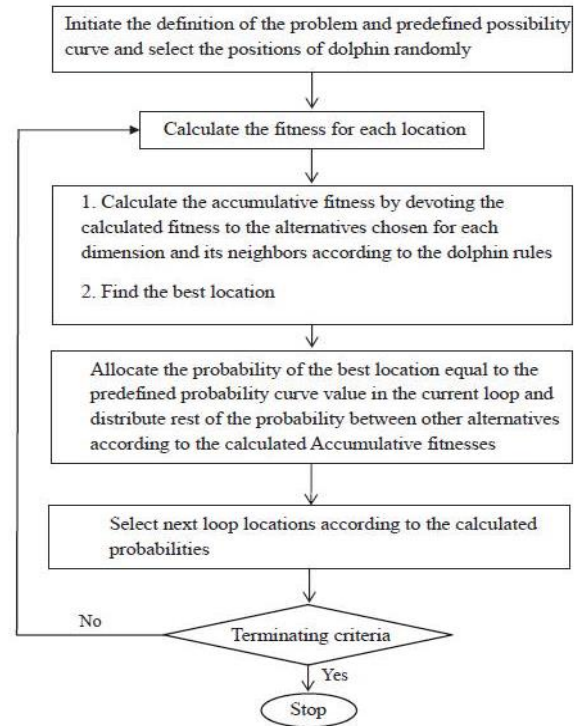 Initiate the definition of the problem and predefined possibility
curve and select the positions of dolphin randomly
Calculate the fitness for each location
1. Calculate the accumulative fitness by devoting the
calculated fitness to the alternatives chosen for each
dimension and its neighbors according to the dolphin rules
2. Find the best location
Allocate the probability of the best location equal to the
predefined probability curve value in the current loop and
distribute rest of the probability between other alternatives
according to the calculated Accumulative fitnesses
Select next loop locations according to the calculated
probabilities
No
Terminating criteria
Yes
Stop